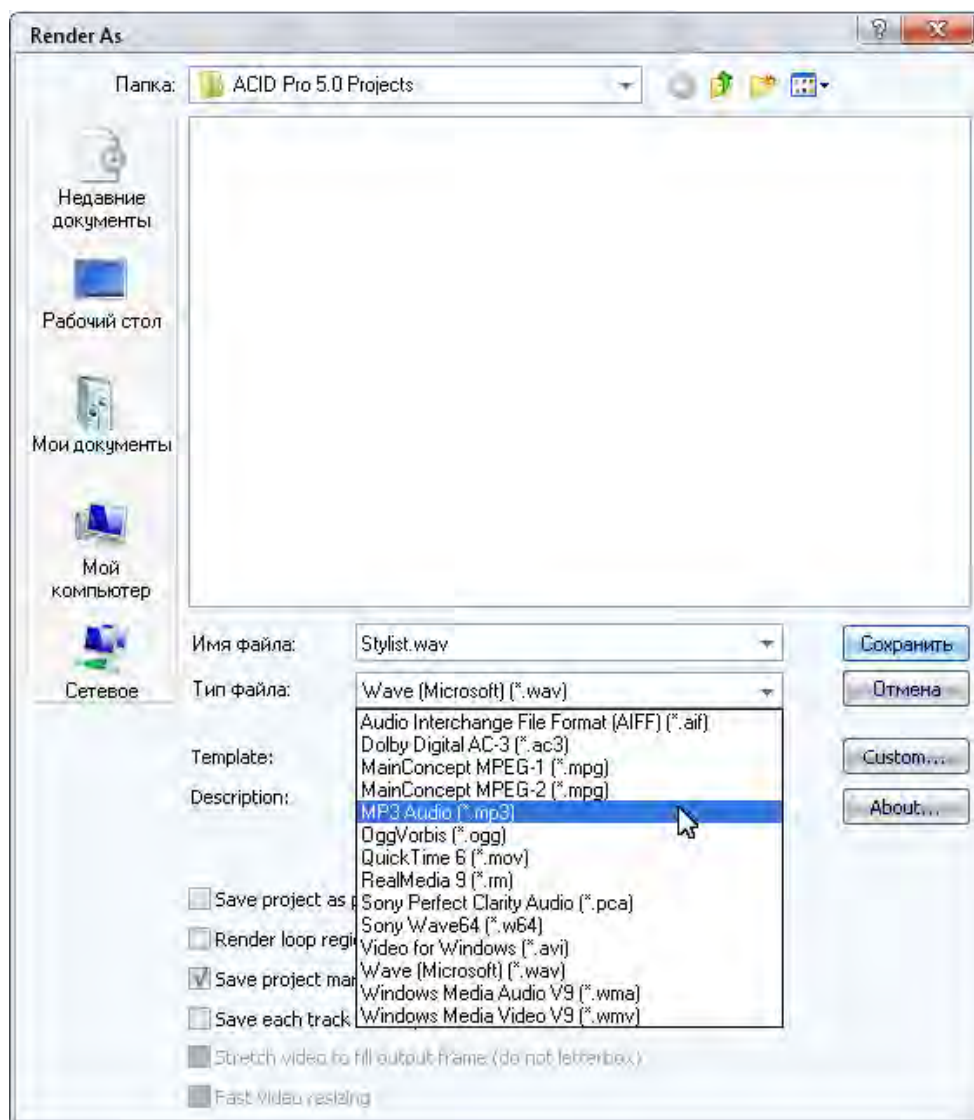 Render As
Папка:
ACID Pro 5.0 Projects
Недавние
документы
Рабочий стол
Мои документы
Мой
компьютер
Сетевое
Имя файла:
Stylist.wav
Сохранить
Тип файла:
Wave (Microsoft) (*.wav)
Отмена
Audio Interchange File Format (AIFF) (*.aif)
Dolby Digital AC-3 (*.ac3)
Template:
Custom...
MainConcept MPEG-1 (*.mpg)
MainConcept MPEG-2 (*.mpg)
Description:
About...
MP3 Audio (*.mp3)
OggVorbis (*.ogg)
QuickTime 6 (*.mov)
RealMedia 9 (*.rm)
Save project as
Sony Perfect Clarity Audio (*.pca)
Sony Wave64 (*.w64)
Render loop regi
Video for Windows (*.avi)
Wave (Microsoft) (*.wav)
Save project mar
Windows Media Audio V9 (*.wma)
Save each track
Windows Media Video V9 (*.wmv)
Stretch video to fill output frame (do not letterbox)
Fast video resizing